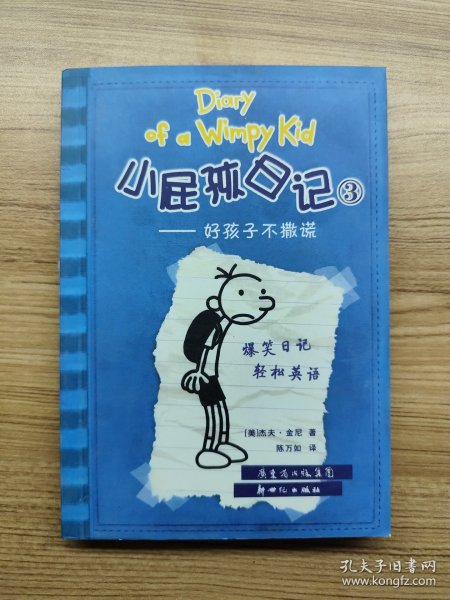 Diary
of a Wimpy Kid
小屁孩日记③
——好孩子不撒谎
爆笑日记
轻松英语
[美]杰夫·金尼 著
陈万如 译
广东省出版集团
新世纪出版社
孔夫子旧书网
www.kongfz.com